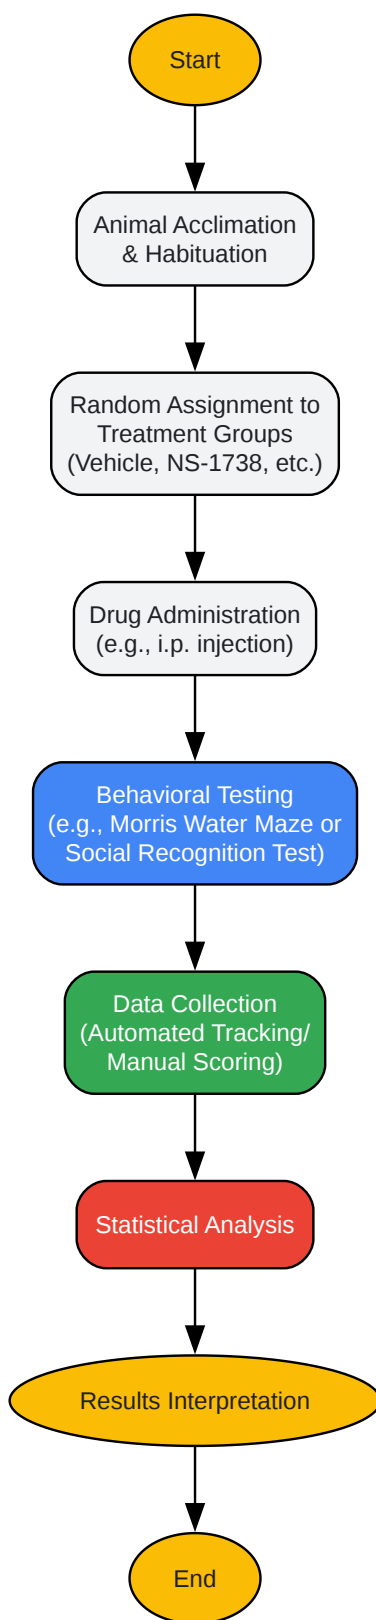 Start
Animal Acclimation
& Habituation
Random Assignment to
Treatment Groups
(Vehicle, NS-1738, etc.)
Drug Administration
(e.g., i.p. injection)
Behavioral Testing
(e.g., Morris Water Maze or
Social Recognition Test)
Data Collection
(Automated Tracking/
Manual Scoring)
Statistical Analysis
Results Interpretation
End